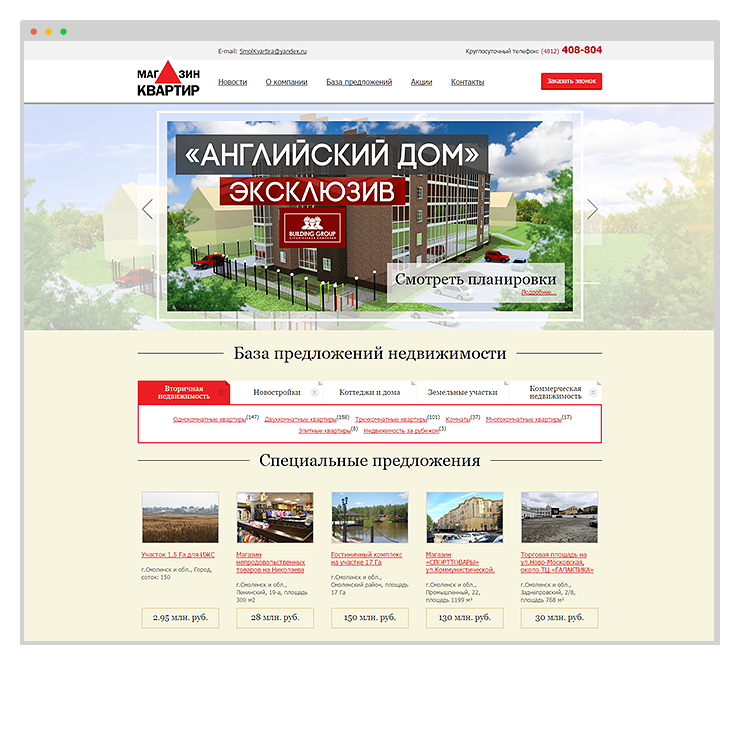 E-mail: SmolKvartira@yandex.ru
Круглосуточный телефон: (4812) 408-804
МАГАЗИН
КВАРТИР
Новости
О компании
База предложений
Акции
Контакты
Заказать звонок
«АНГЛИЙСКИЙ ДОМ»
ЭКСКЛЮЗИВ
BUILDING GROUP
СТРОИТЕЛЬНАЯ КОМПАНИЯ
Смотреть планировки
Подробнее...
База предложений недвижимости
Вторичная
недвижимость
Новостройки
Коттеджи и дома
Земельные участки
Коммерческая
недвижимость
Однокомнатные квартиры(147) Двухкомнатные квартиры(158) Трехкомнатные квартиры(101) Комнаты(37) Многокомнатные квартиры(17)
Элитные квартиры(8) Недвижимость за рубежом(3)
Специальные предложения
Участок 1,5 Га для ИЖС
г.Смоленск и обл., Город,
соток: 150
2.95 млн. руб.
Магазин
непродовольственных
товаров на Николаева
г.Смоленск и обл.,
Ленинский, 19-а, площадь
300 м2
28 млн. руб.
Гостиничный комплекс
на участке 17 Га
г.Смоленск и обл.,
Смоленский район, площадь
17 Га
150 млн. руб.
Магазин
«СПОРТТОВАРЫ»
ул.Коммунистической.
г.Смоленск и обл.,
Промышленный, 22,
площадь 1199 м²
130 млн. руб.
Торговая площадь на
ул.Ново-Московская,
около ТЦ «ГАЛАКТИКА»
г.Смоленск и обл.,
Заднепровский, 2/8,
площадь 768 м²
30 млн. руб.